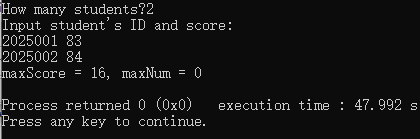 How many students?2
Input student's ID and score:
2025001 83
2025002 84
maxScore = 16, maxNum = 0
Process returned 0 (0x0)   execution time : 47.992 s
Press any key to continue.